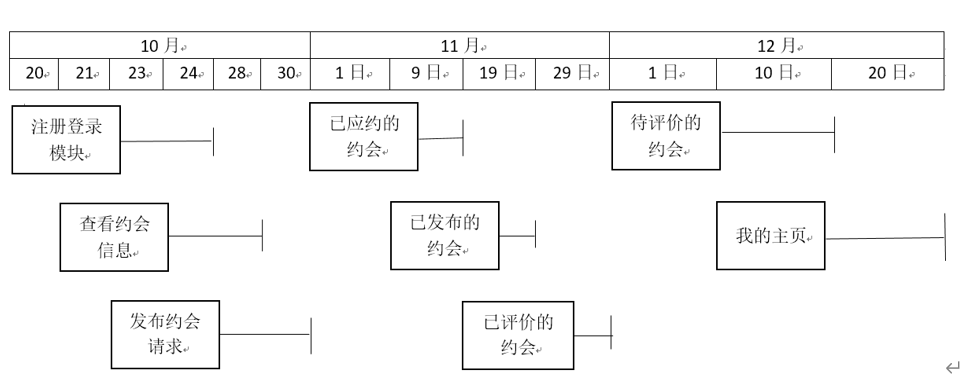 10 月 11 月 12 月
20 21 23 24 28 30 1 日 9 日 19 日 29 日 1 日 10 日 20 日
注册登录
模块
已应约的
约会
待评价的
约会
查看约会
信息
已发布的
约会
我的主页
发布约会
请求
已评价的
约会